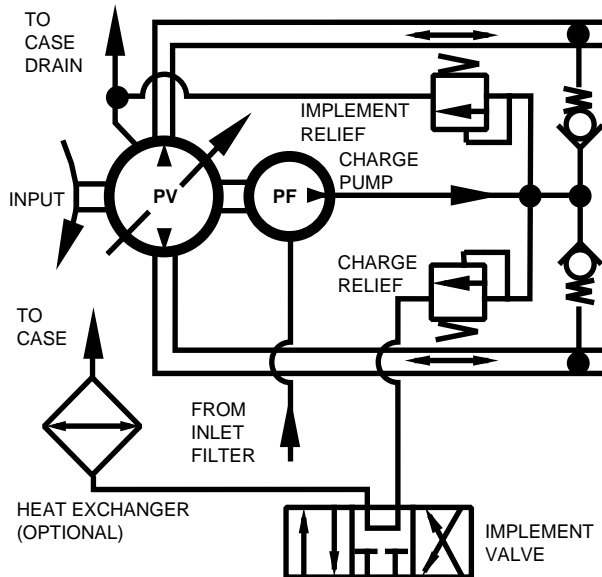 TO
CASE
DRAIN
IMPLEMENT
RELIEF
CHARGE
PUMP
INPUT
PV
PF
CHARGE
RELIEF
TO
CASE
FROM
INLET
FILTER
HEAT EXCHANGER
(OPTIONAL)
IMPLEMENT
VALVE